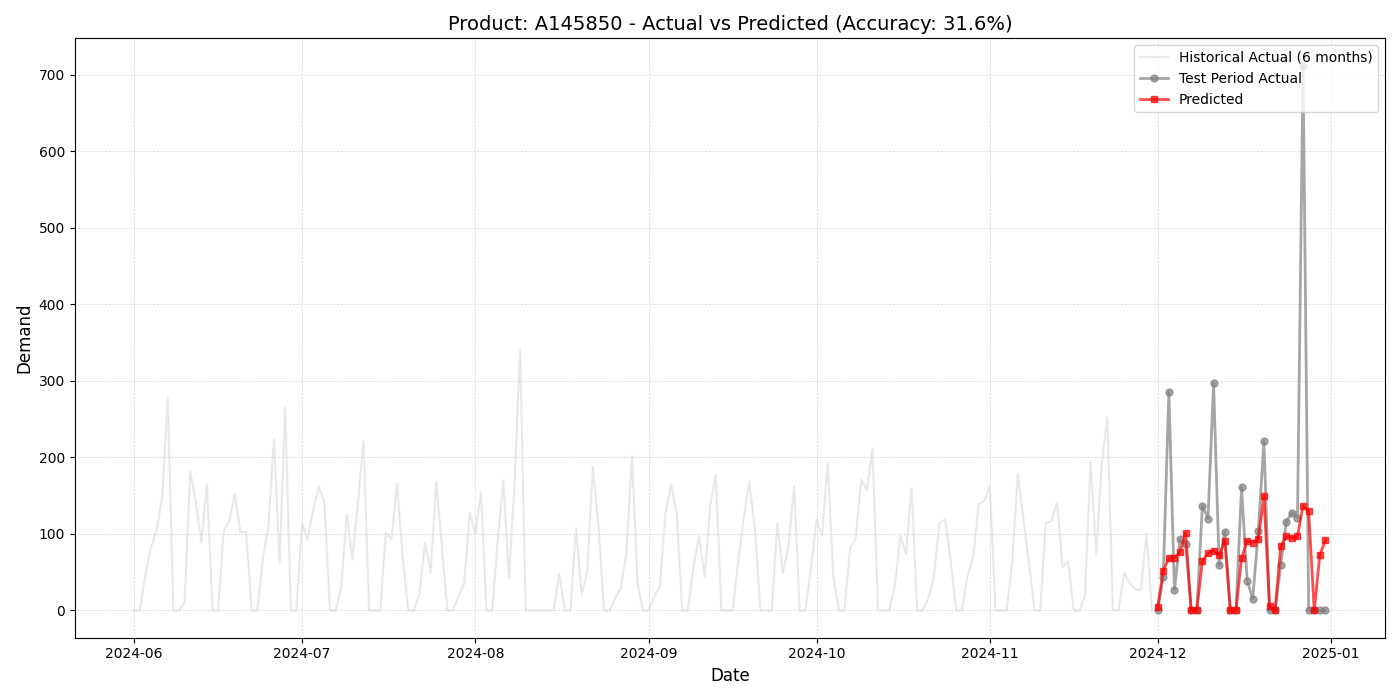 Product: A145850 - Actual vs Predicted (Accuracy: 31.6%)
Historical Actual (6 months)
Test Period Actual
Predicted
Demand
700
600
500
400
300
200
100
0
2024-06
2024-07
2024-08
2024-09
2024-10
2024-11
2024-12
2025-01
Date